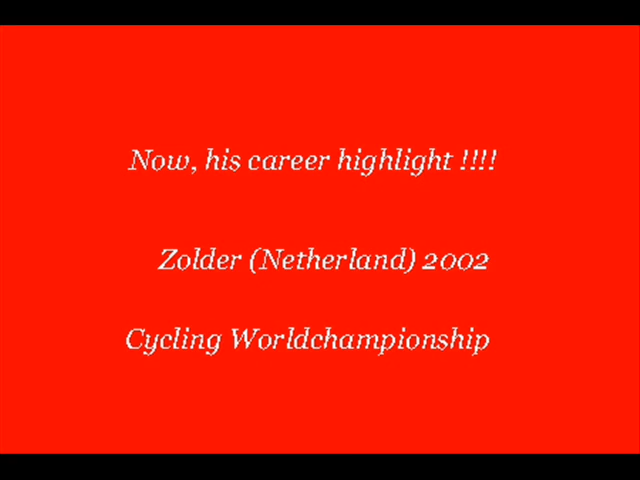 Now, his career highlight !!!!
Zolder (Netherland) 2002
Cycling Worldchampionship